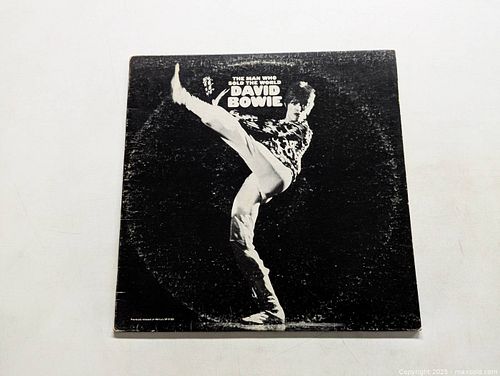 THE MAN WHO
SOLD THE WORLD
DAVID
BOWIE
Copyright 2025 - maxsold.com